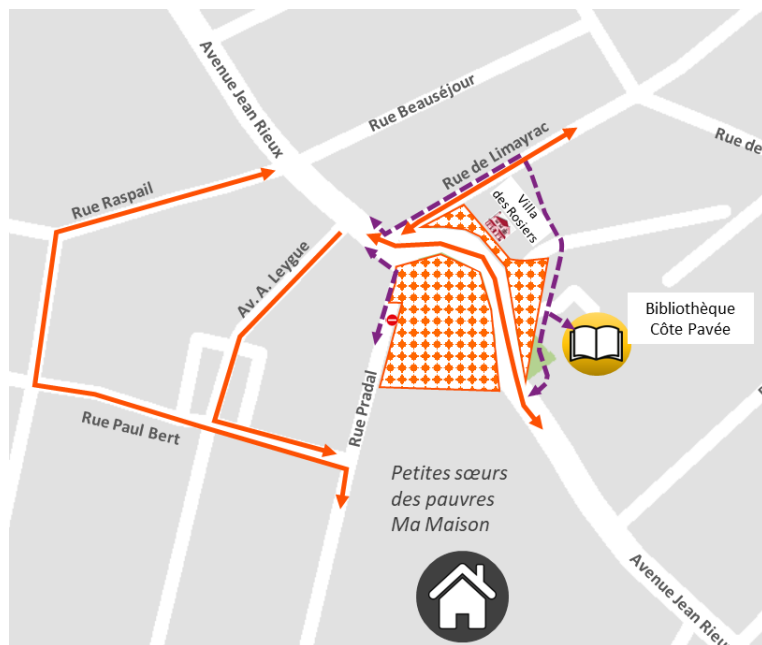 Avenue Jean Rieux
Rue Beauséjour
Rue de
Rue de Limayrac
Rue Raspail
Villa
des Rosiers
Av. A. Leygue
Bibliothèque
Côte Pavée
Rue Pradal
Rue Paul Bert
Petites sœurs
des pauvres
Ma Maison
Avenue Jean Rieux